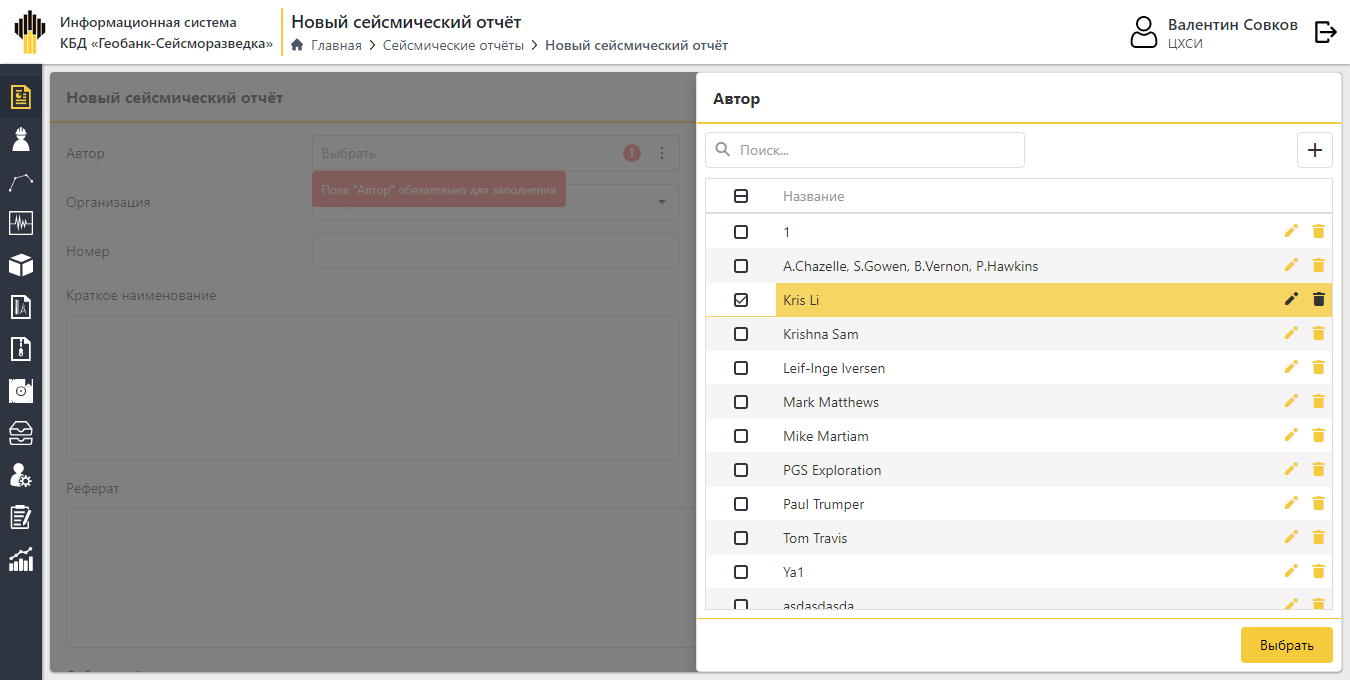 Информационная система
КБД «Геобанк-Сейсморазведка»
Новый сейсмический отчёт
Главная > Сейсмические отчёты > Новый сейсмический отчёт
Валентин Совков
ЦХСИ
Новый сейсмический отчёт
Автор
Выбрать
Поле "Автор" обязательно для заполнения
Организация
Номер
Краткое наименование
Реферат
Автор
Поиск...
Название
1
A.Chazelle, S.Gowen, B.Vernon, P.Hawkins
Kris Li
Krishna Sam
Leif-Inge Iversen
Mark Matthews
Mike Martiam
PGS Exploration
Paul Trumper
Tom Travis
Ya1
asdasdasda
Выбрать